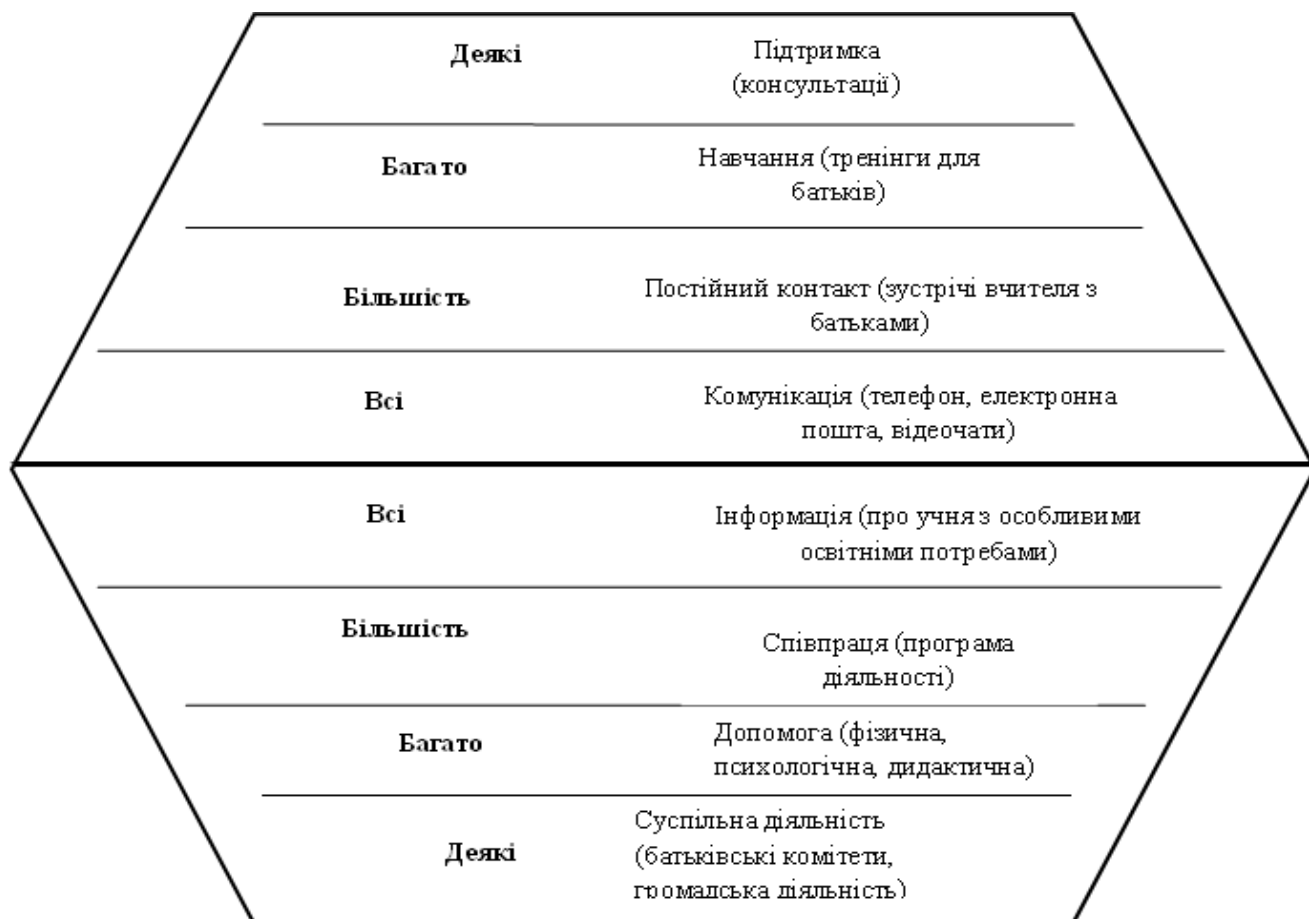 Деякі
Підтримка
(консультації)
Багато
Навчання (тренінги для
батьків)
Більшість
Постійний контакт (зустрічі вчителя з
батьками)
Всі
Комунікація (телефон, електронна
пошта, відеочати)
Всі
Інформація (про учня з особливими
освітніми потребами)
Більшість
Співпраця (програма
діяльності)
Багато
Допомога (фізична,
психологічна, дидактична)
Деякі
Суспільна діяльність
(батьківські комітети,
громадська діяльність)